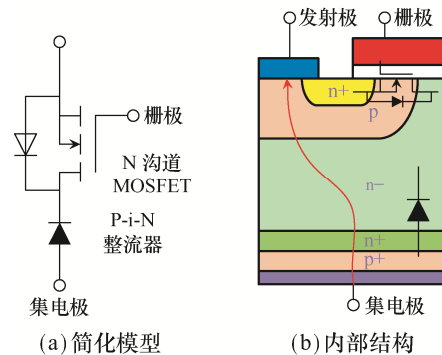 发射极
栅极
栅极
N 沟道
MOSFET
P-i-N
整流器
集电极
(a)简化模型
n+
p
n−
n+
p+
集电极
(b)内部结构